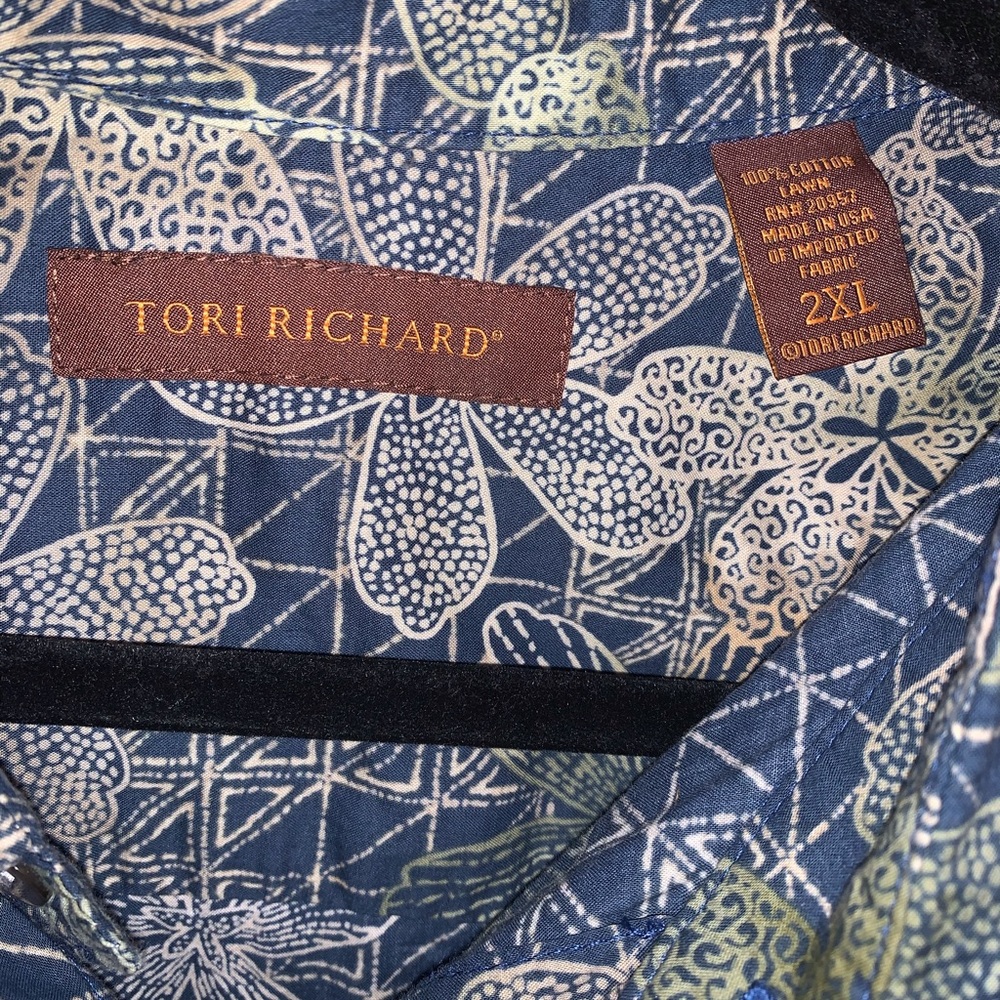 TORI RICHARD®
100% COTTON
LAWN
RN# 20957
MADE IN USA
OF IMPORTED
FABRIC
2XL
©TORI RICHARD